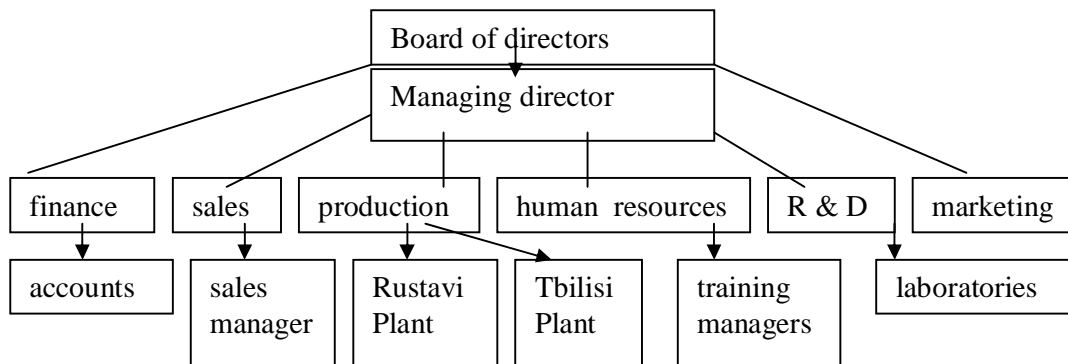 Board of directors
Managing director
finance
sales
production
human resources
R & D
marketing
accounts
sales
manager
Rustavi
Plant
Tbilisi
Plant
training
managers
laboratories